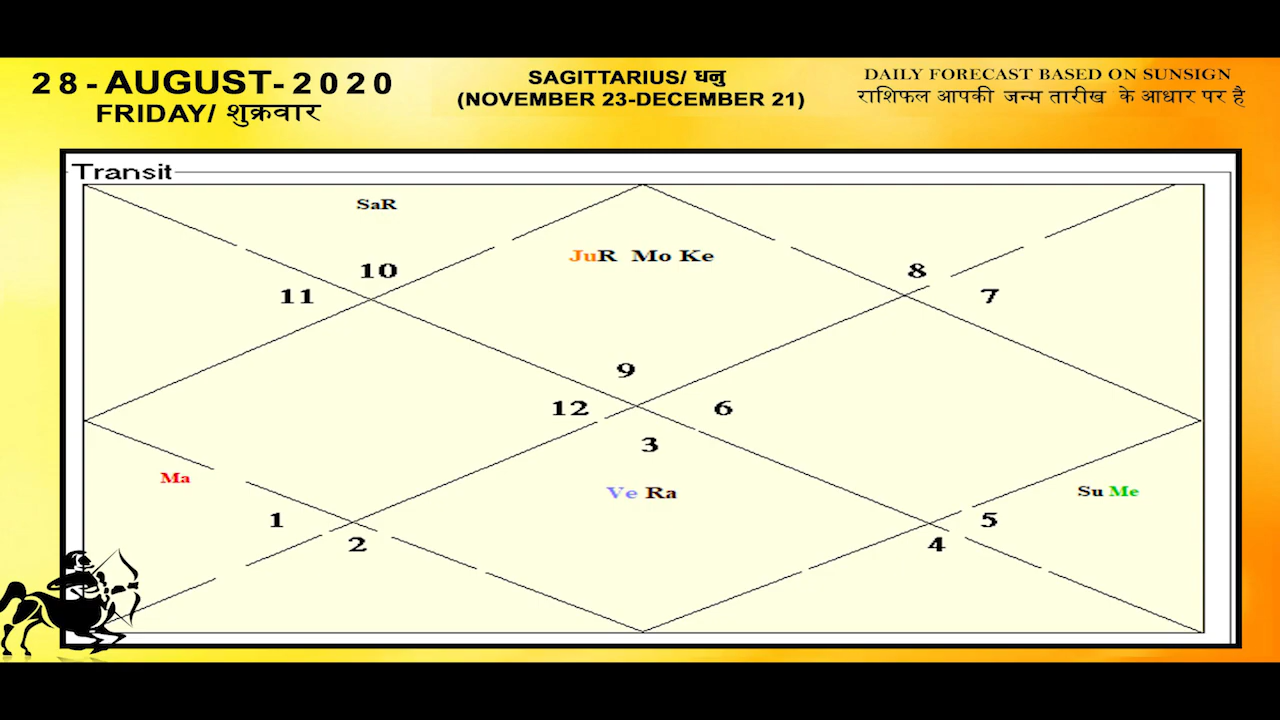 28-AUGUST-2020
FRIDAY/ शुक्रवार
SAGITTARIUS/ धनु
(NOVEMBER 23-DECEMBER 21)
DAILY FORECAST BASED ON SUNSIGN
राशिफल आपकी जन्म तारीख के आधार पर है
Transit
SaR
JuR Mo Ke
10
8
11
7
9
12
6
3
Ma
Ve Ra
Su Me
1
5
2
4